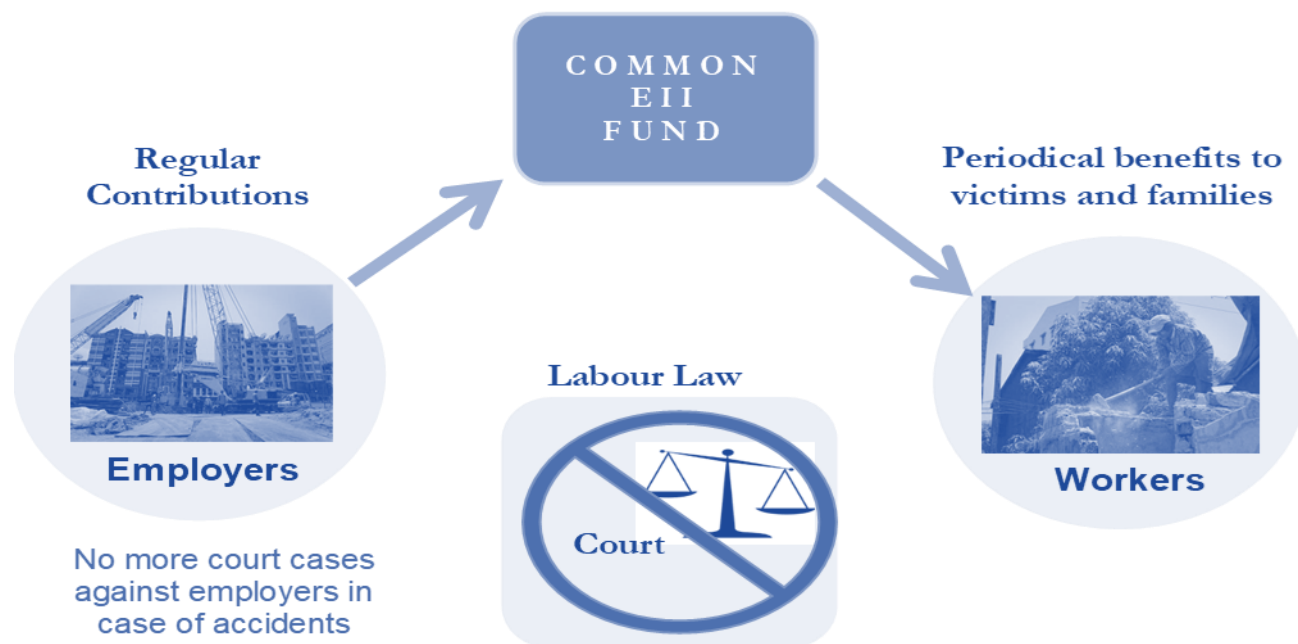 COMMON
EII
FUND
Regular
Contributions
Periodical benefits to
victims and families
Employers
Workers
Labour Law
Court
No more court cases
against employers in
case of accidents